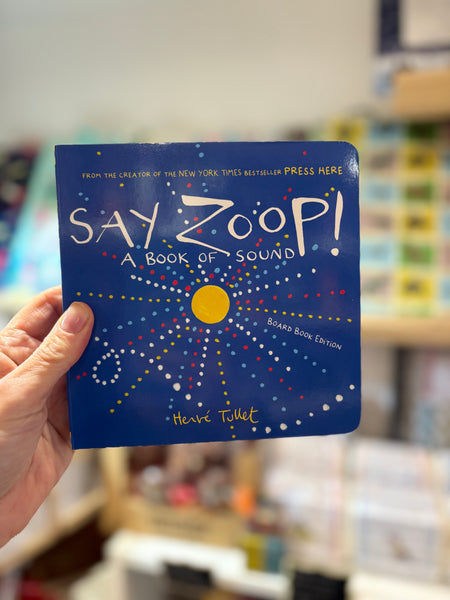 FROM THE CREATOR OF THE NEW YORK TIMES BESTSELLER PRESS HERE
SAY ZOOP!
A BOOK OF SOUND
BOARD BOOK EDITION
Hervé Tullet